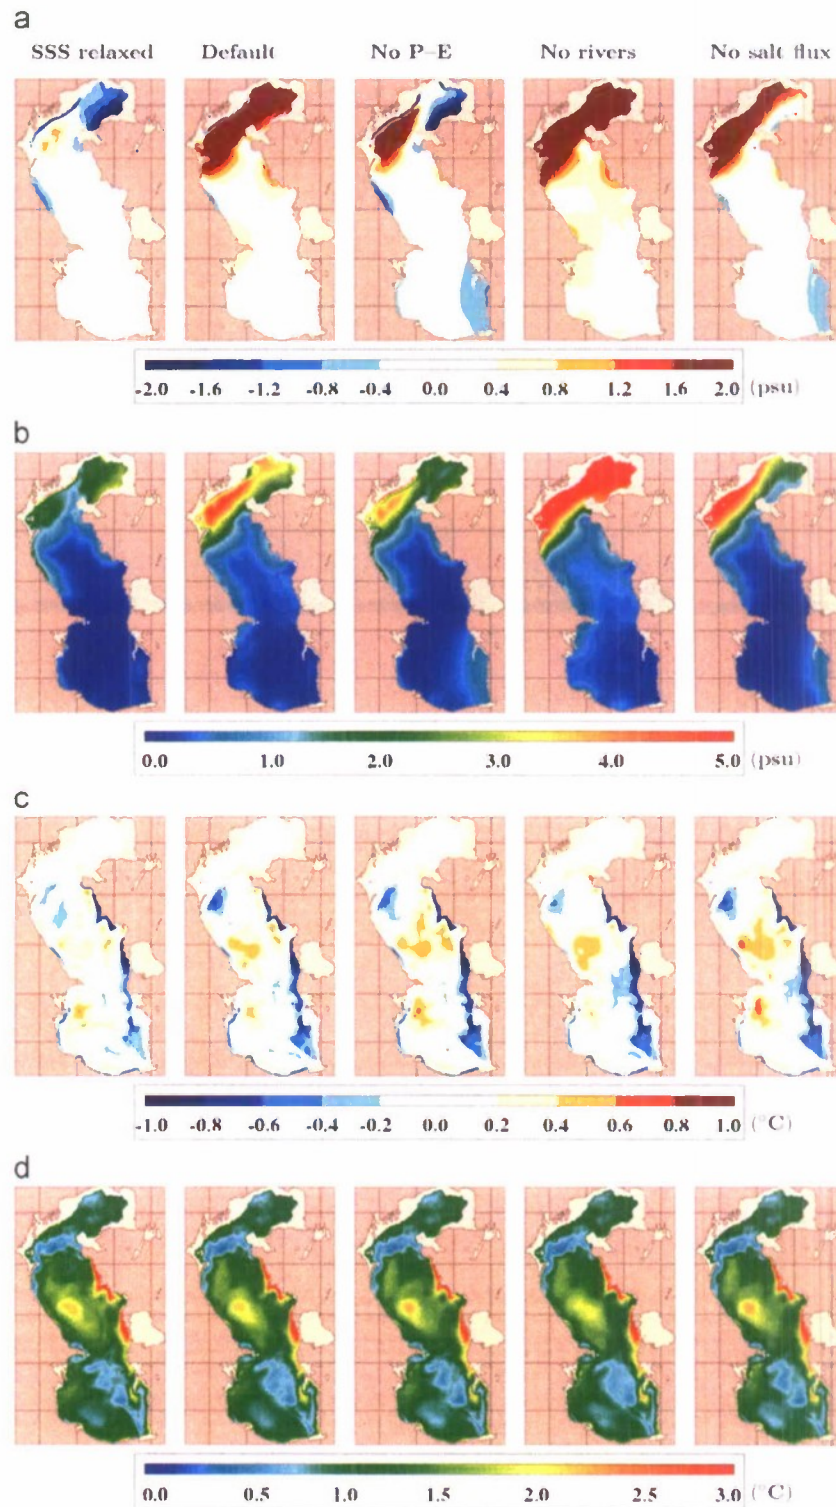 a
SSS relaxed Default No P-E No rivers No salt flux
-2.0 -1.6 -1.2 -0.8 -0.4 0.0 0.4 0.8 1.2 1.6 2.0 (psu)
b
0.0 1.0 2.0 3.0 4.0 5.0 (psu)
c
-1.0 -0.8 -0.6 -0.4 -0.2 0.0 0.2 0.4 0.6 0.8 1.0 (°C)
d
0.0 0.5 1.0 1.5 2.0 2.5 3.0 (°C)